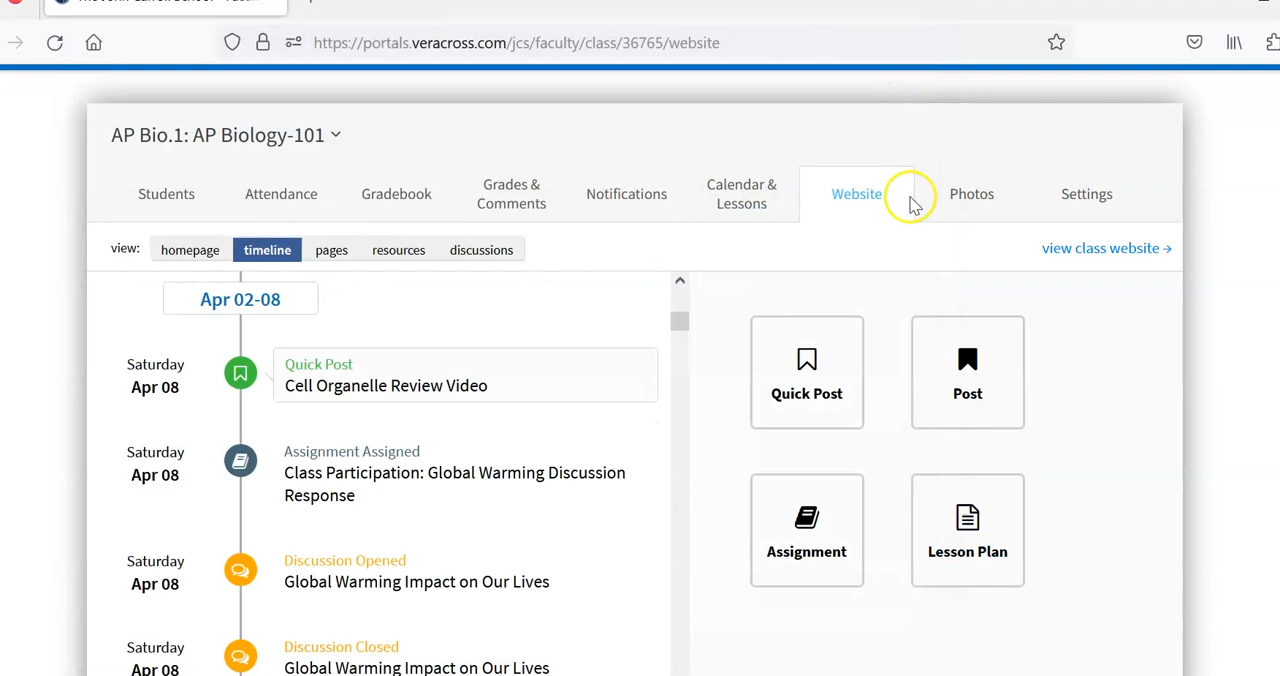 https://portals.veracross.com/jcs/faculty/class/36765/website
AP Bio.1: AP Biology-101
Students
Attendance
Gradebook
Grades &
Comments
Notifications
Calendar &
Lessons
Website
Photos
Settings
view:
homepage
timeline
pages
resources
discussions
view class website →
Apr 02-08
Saturday
Apr 08
Quick Post
Cell Organelle Review Video
Saturday
Apr 08
Assignment Assigned
Class Participation: Global Warming Discussion
Response
Saturday
Apr 08
Discussion Opened
Global Warming Impact on Our Lives
Saturday
Apr 08
Discussion Closed
Global Warming Impact on Our Lives
Quick Post
Post
Assignment
Lesson Plan